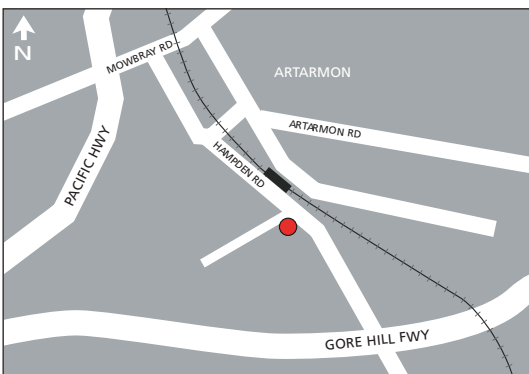 N
MOWBRAY RD
ARTARMON
ARTARMON RD
PACIFIC HWY
HAMPDEN RD
GORE HILL FWY